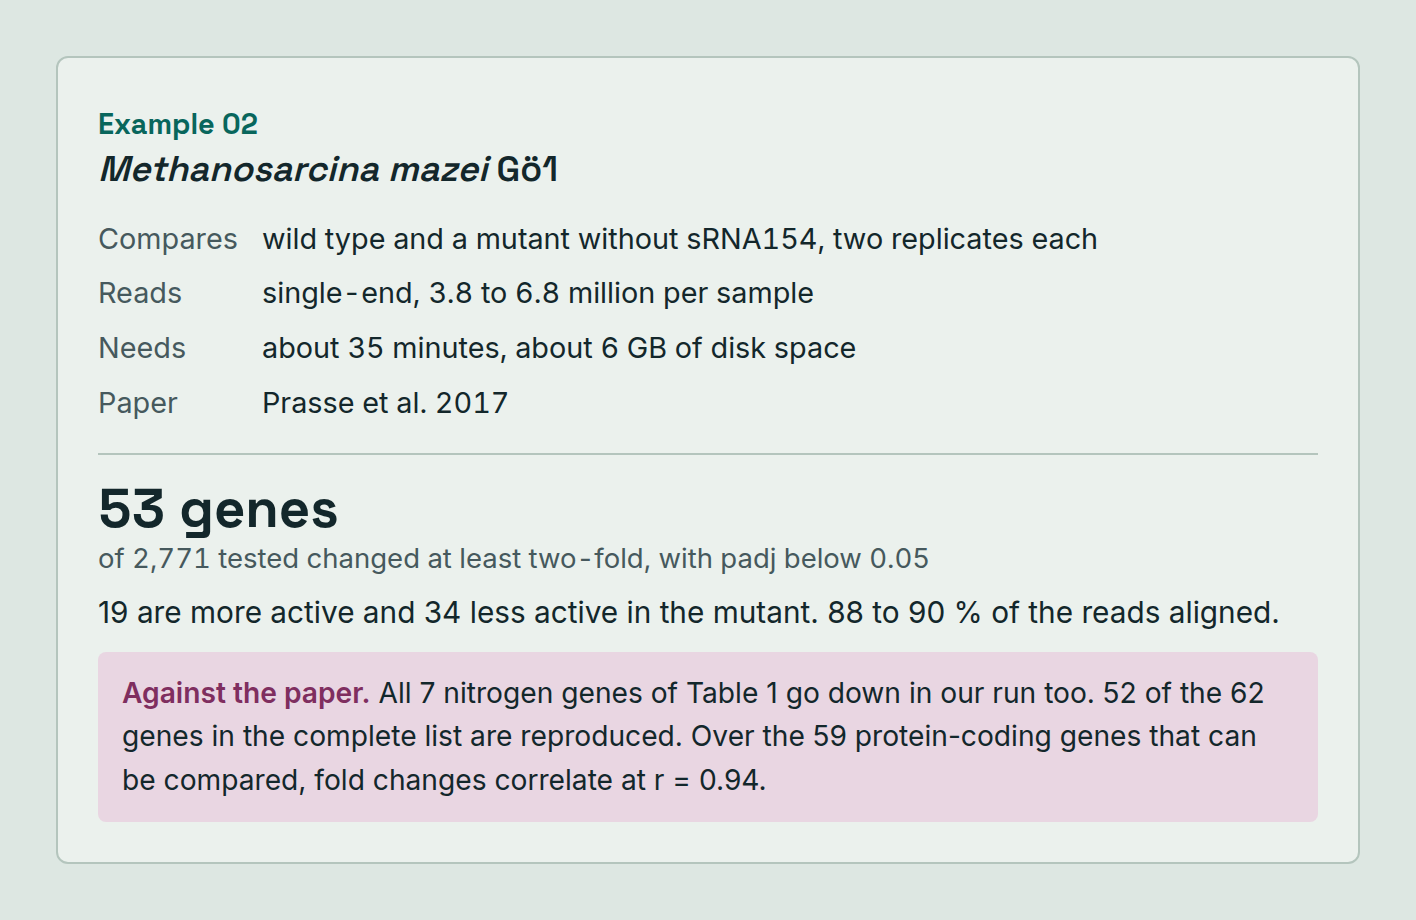 Example 02
Methanosarcina mazei Gö1
Compares wild type and a mutant without sRNA154, two replicates each
Reads single-end, 3.8 to 6.8 million per sample
Needs about 35 minutes, about 6 GB of disk space
Paper Prasse et al. 2017
53 genes
of 2,771 tested changed at least two-fold, with padj below 0.05
19 are more active and 34 less active in the mutant. 88 to 90 % of the reads aligned.
Against the paper. All 7 nitrogen genes of Table 1 go down in our run too. 52 of the 62
genes in the complete list are reproduced. Over the 59 protein-coding genes that can
be compared, fold changes correlate at r = 0.94.